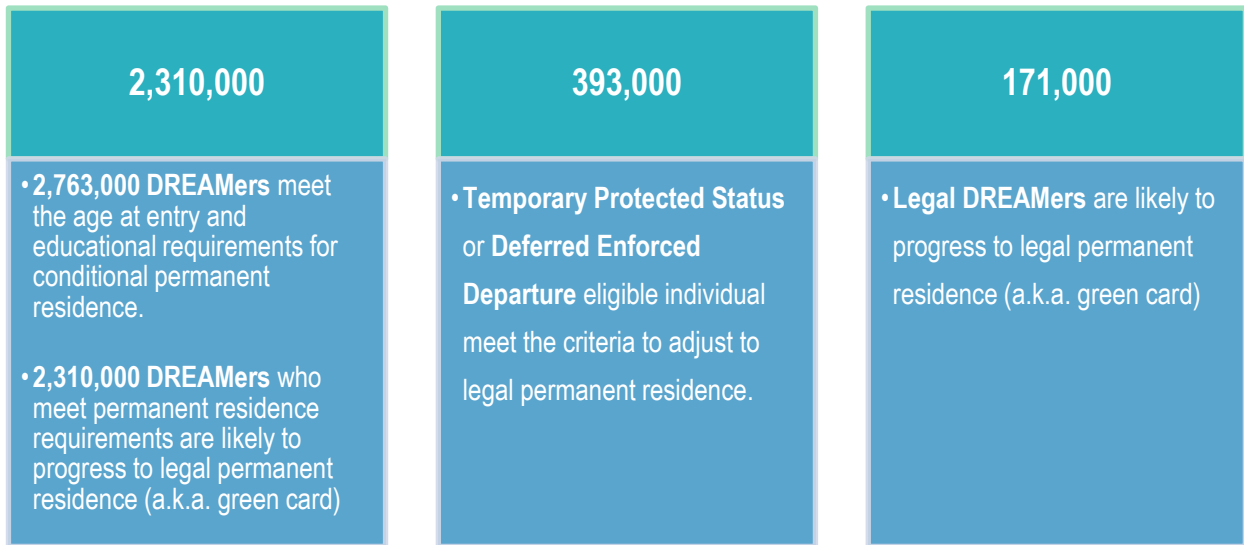 2,310,000
• 2,763,000 DREAMers meet
the age at entry and
educational requirements for
conditional permanent
residence.
• 2,310,000 DREAMers who
meet permanent residence
requirements are likely to
progress to legal permanent
residence (a.k.a. green card)
393,000
• Temporary Protected Status
or Deferred Enforced
Departure eligible individual
meet the criteria to adjust to
legal permanent residence.
171,000
• Legal DREAMers are likely to
progress to legal permanent
residence (a.k.a. green card)